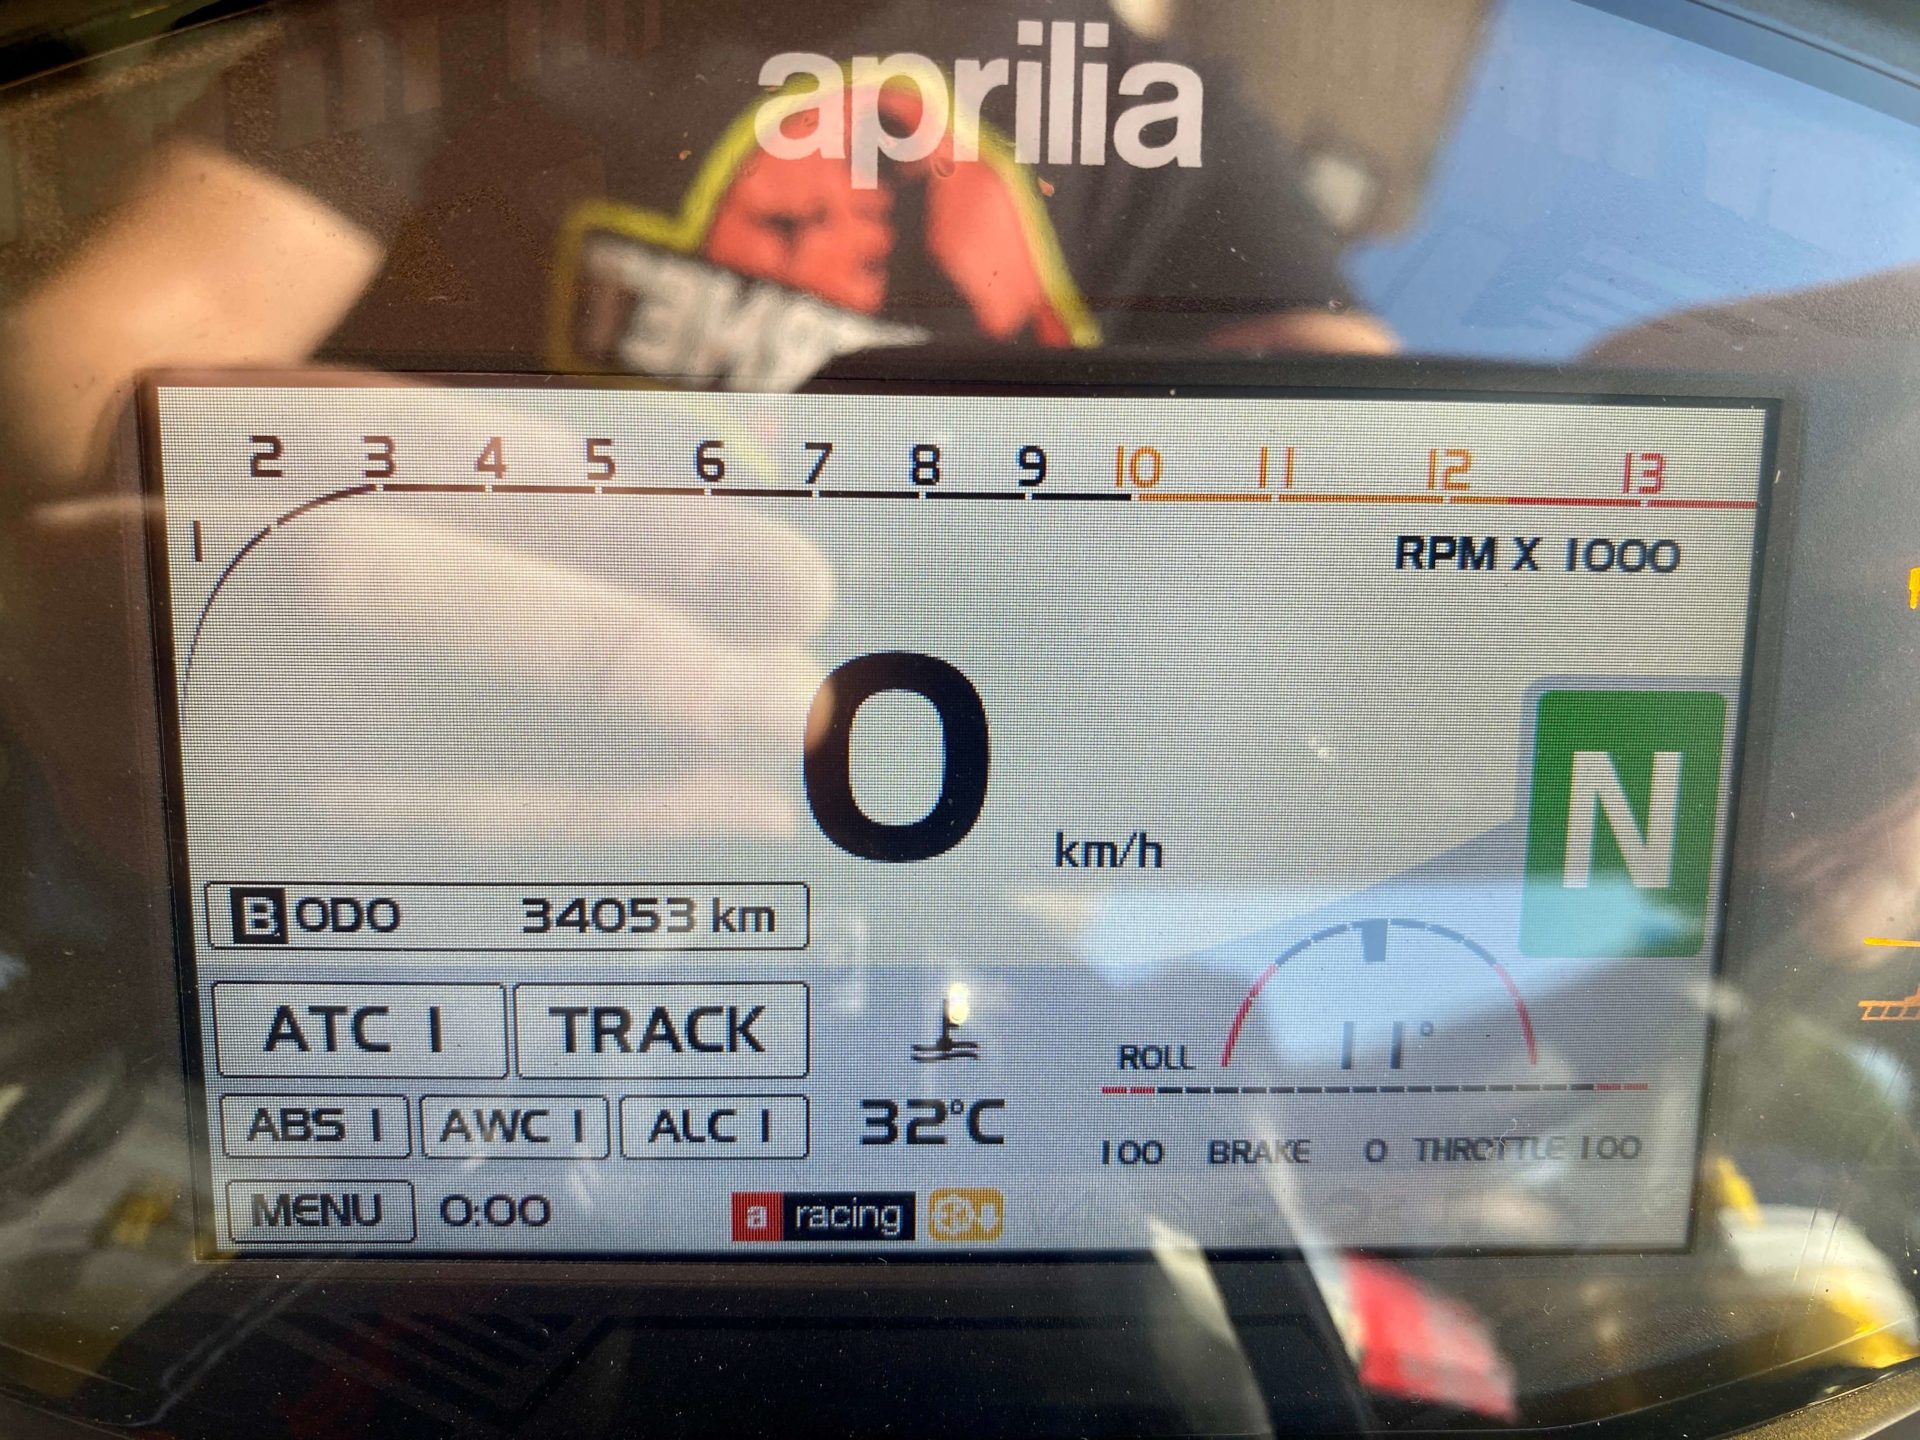 aprilia
2 3 4 5 6 7 8 9 10 11 12 13
1
RPM X 1000
0
km/h
N
B ODO 34053 km
ATC 1 TRACK
ROLL 11°
ABS 1 AWC 1 ALC 1 32°C
100 BRAKE 0 THROTTLE 100
MENU 0:00 a racing